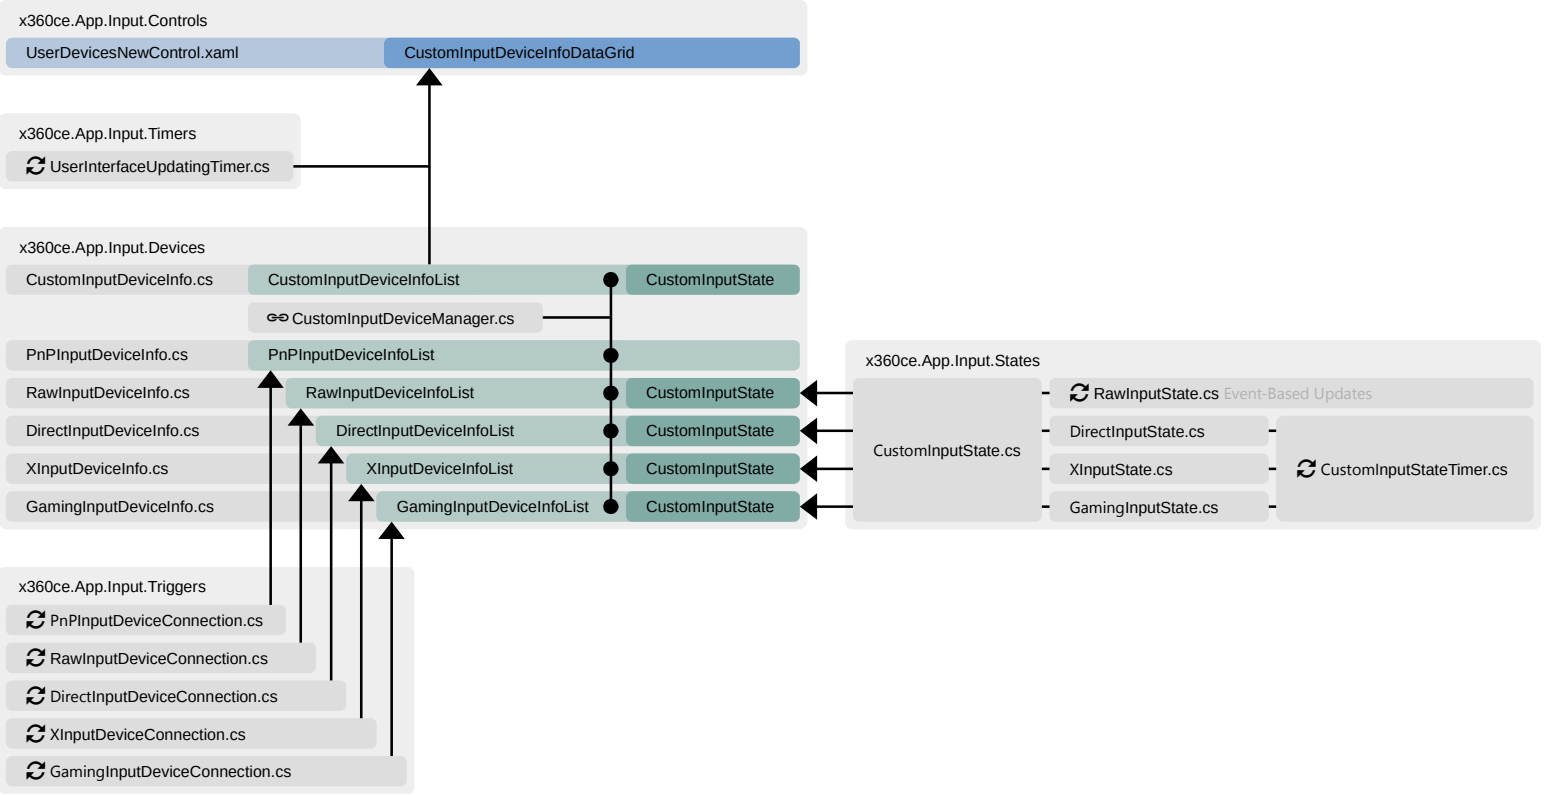 x360ce.App.Input.Controls
UserDevicesNewControl.xaml CustomInputDeviceInfoDataGrid
x360ce.App.Input.Timers
UserInterfaceUpdatingTimer.cs
x360ce.App.Input.Devices
CustomInputDeviceInfo.cs CustomInputDeviceInfoList CustomInputState
CustomInputDeviceManager.cs
PnPInputDeviceInfo.cs PnPInputDeviceInfoList
RawInputDeviceInfo.cs RawInputDeviceInfoList CustomInputState
DirectInputDeviceInfo.cs DirectInputDeviceInfoList CustomInputState
XInputDeviceInfo.cs XInputDeviceInfoList CustomInputState
GamingInputDeviceInfo.cs GamingInputDeviceInfoList CustomInputState
x360ce.App.Input.States
CustomInputState.cs
RawInputState.cs Event-Based Updates
DirectInputState.cs
XInputState.cs
GamingInputState.cs
CustomInputStateTimer.cs
x360ce.App.Input.Triggers
PnPInputDeviceConnection.cs
RawInputDeviceConnection.cs
DirectInputDeviceConnection.cs
XInputDeviceConnection.cs
GamingInputDeviceConnection.cs